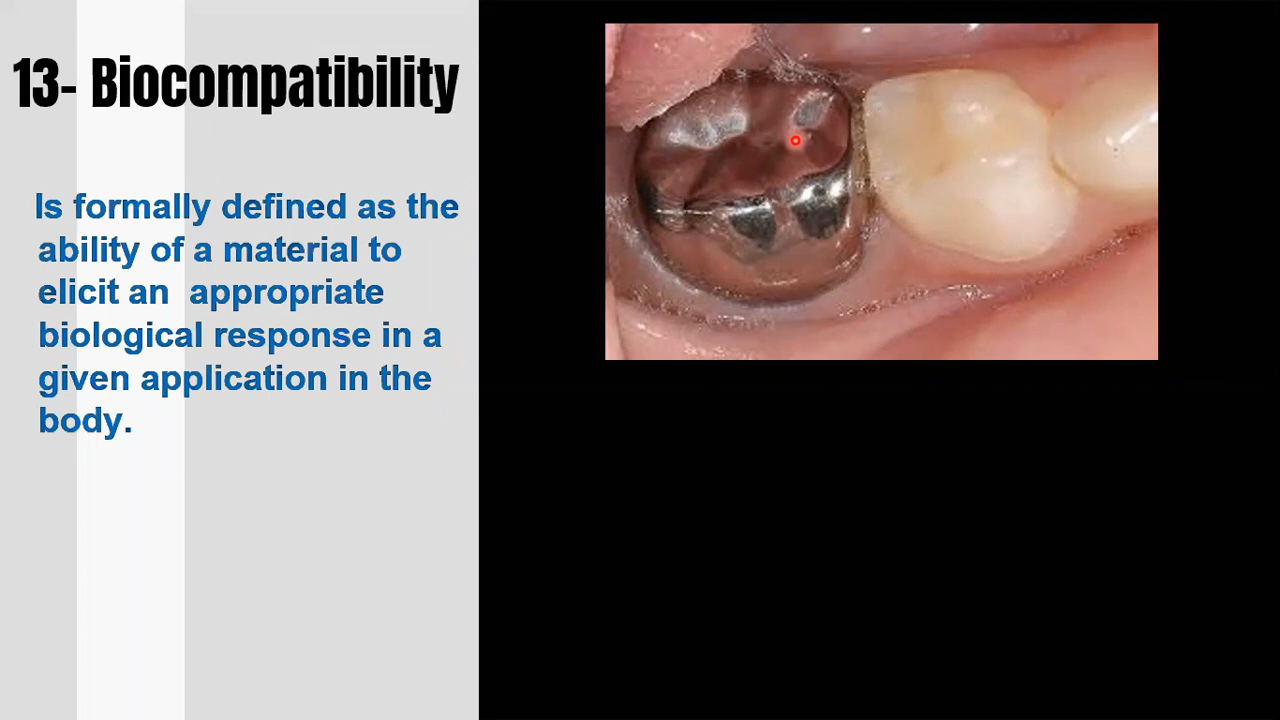 13- Biocompatibility
Is formally defined as the
ability of a material to
elicit an  appropriate
biological response in a
given application in the
body.